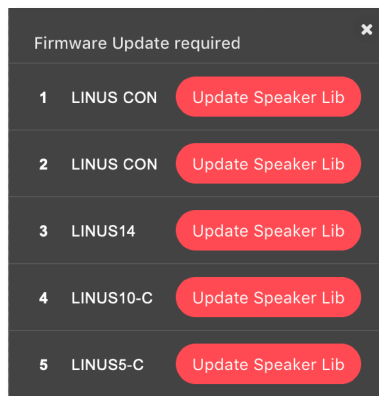 Firmware Update required
1 LINUS CON Update Speaker Lib
2 LINUS CON Update Speaker Lib
3 LINUS14 Update Speaker Lib
4 LINUS10-C Update Speaker Lib
5 LINUS5-C Update Speaker Lib